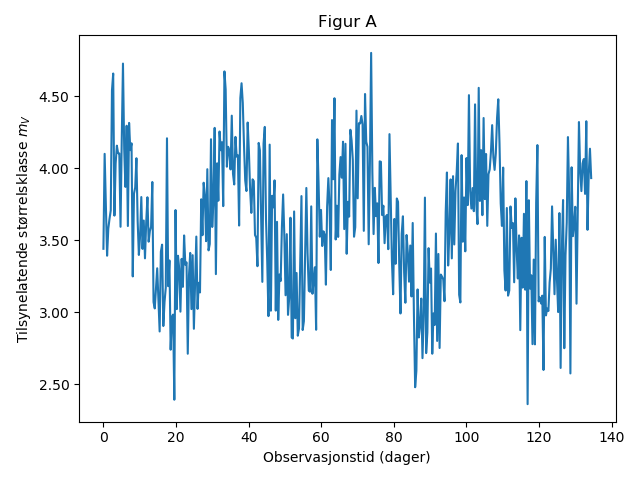 Figur A
Tilsynelatende størrelsesklasse m_V
4.50
4.00
3.50
3.00
2.50
0 20 40 60 80 100 120 140
Observasjonstid (dager)